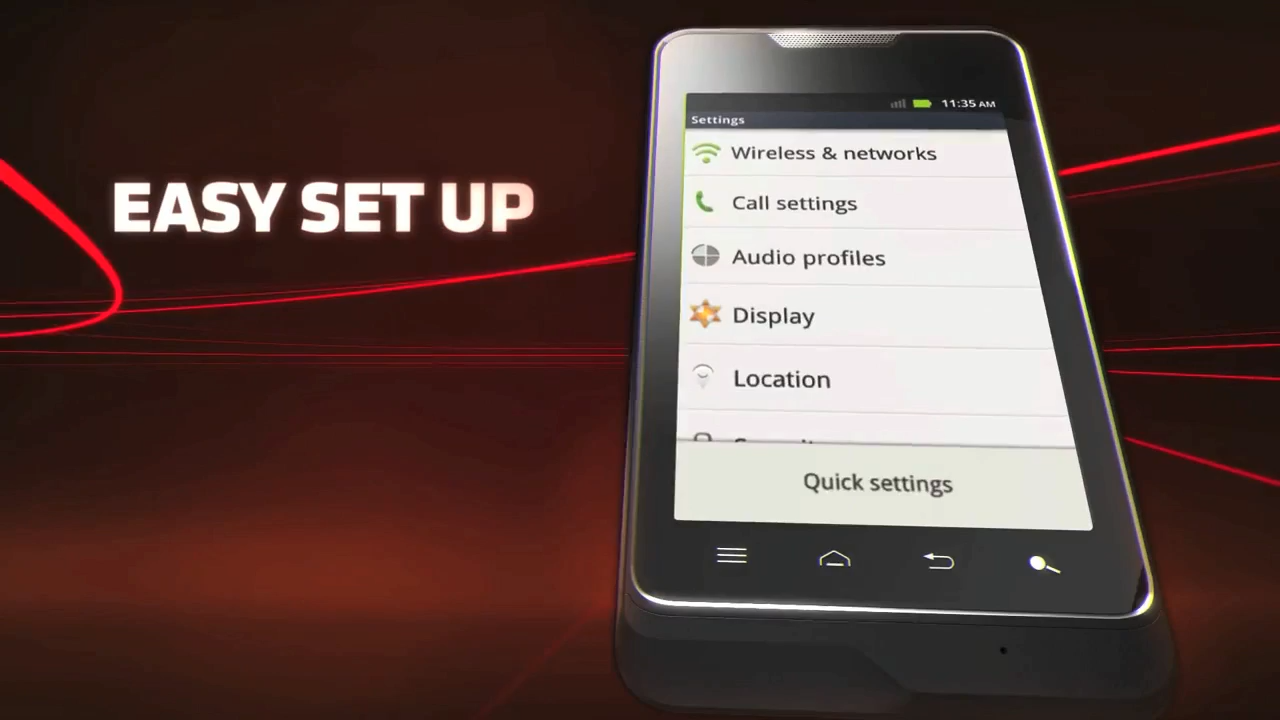 EASY SET UP
11:35 AM
Settings
Wireless & networks
Call settings
Audio profiles
Display
Location
Quick settings